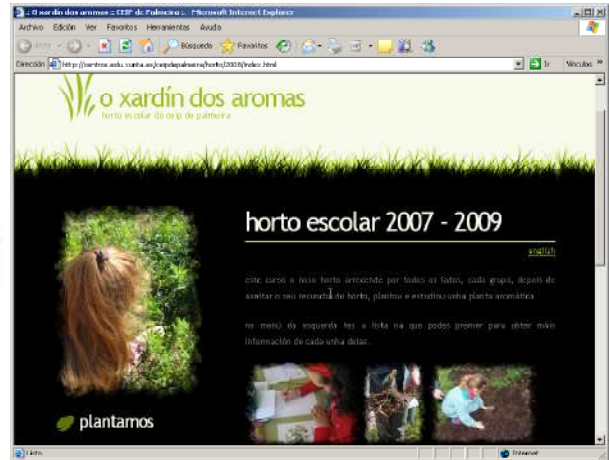 .: O xardín dos aromas :: CEIP de Palmeira :. - Microsoft Internet Explorer
Archivo Edición Ver Favoritos Herramientas Ayuda
Atrás Búsqueda Favoritos
Dirección http://centros.edu.xunta.es/ceipdepalmeira/horto/2008/index.html Ir Vínculos
o xardín dos aromas
horto escolar do ceip de palmeira
horto escolar 2007 - 2009
english
este curso o noso horto arrecende por todos os lados, cada grupo, depois de
aceitar o seu recuncho de horto, plantou e estudiou unha planta aromática
no menú da esquerda tes a lista na que podes premer para obter máis
información de cada unha delas.
plantamos
Listo Internet